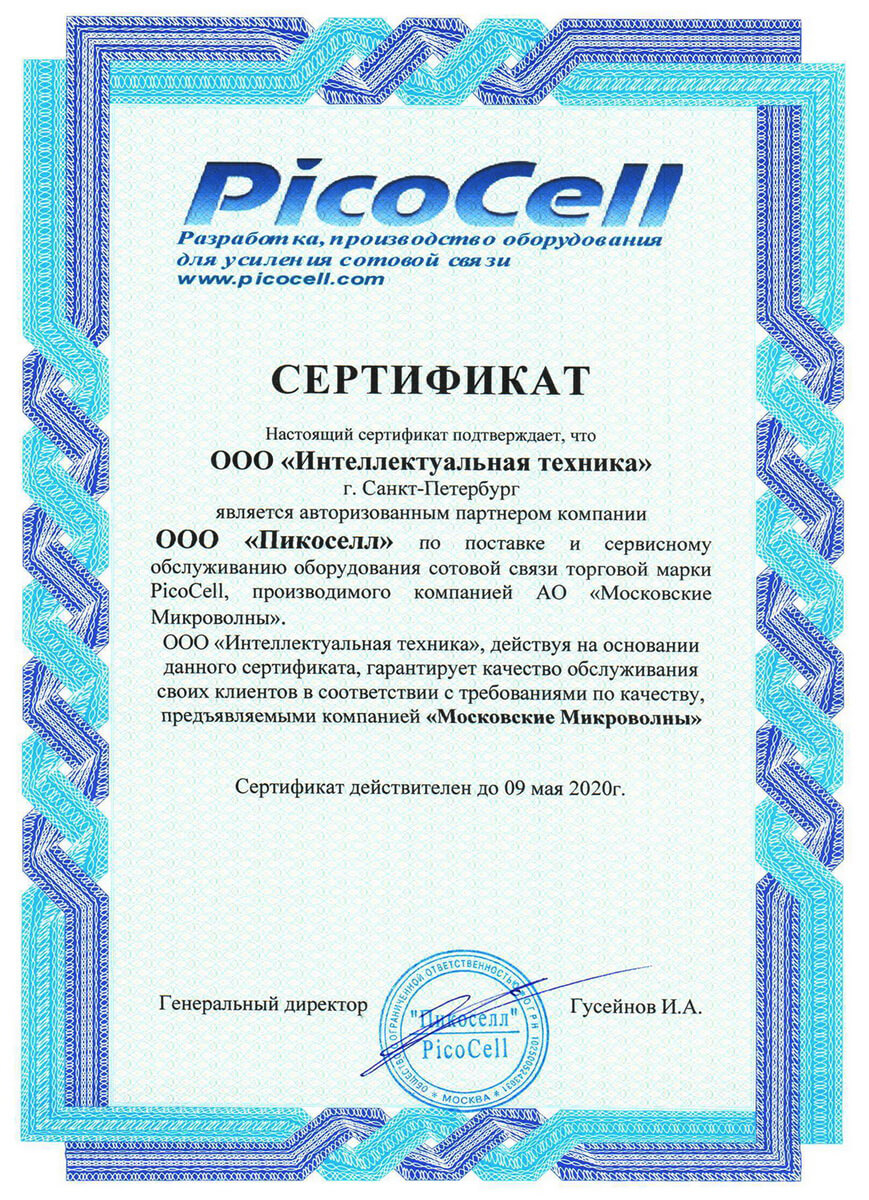 PicoCell
Разработка, производство оборудования
для усиления сотовой связи
www.picocell.com
СЕРТИФИКАТ
Настоящий сертификат подтверждает, что
ООО «Интеллектуальная техника»
г. Санкт-Петербург
является авторизованным партнером компании
ООО «Пикоселл» по поставке и сервисному
обслуживанию оборудования сотовой связи торговой марки
PicoCell, производимого компанией АО «Московские
Микроволны».
ООО «Интеллектуальная техника», действуя на основании
данного сертификата, гарантирует качество обслуживания
своих клиентов в соответствии с требованиями по качеству,
предъявляемыми компанией «Московские Микроволны»
Сертификат действителен до 09 мая 2020г.
Генеральный директор
ОБЩЕСТВО С ОГРАНИЧЕННОЙ ОТВЕТСТВЕННОСТЬЮ
ОГРН
"Пикоселл"
PicoCell
* МОСКВА *
Гусейнов И.А.